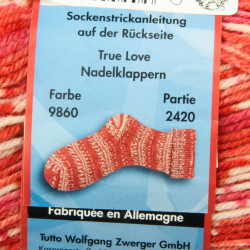 Sockenstrickanleitung
auf der Rückseite
True Love
Nadelklappern
Farbe Partie
9860 2420
Fabriquée en Allemagne
Tutto Wolfgang Zwerger GmbH